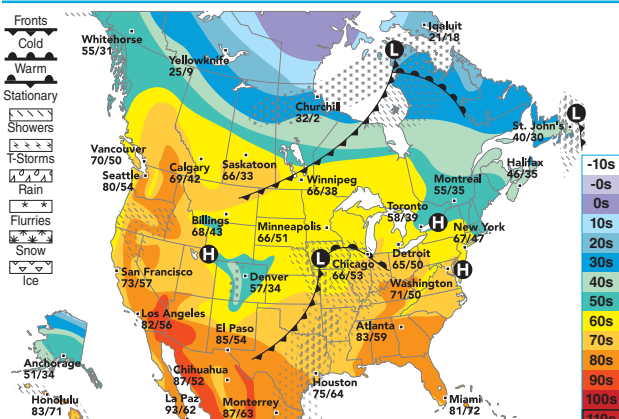 Fronts
Cold
Warm
Stationary
Showers
T-Storms
Rain
Flurries
Snow
Ice
Whitehorse
55/31
Yellowknife
25/9
Iqaluit
21/18
L
Churchill
32/2
L
St. John's
40/30
Vancouver
70/50
Seattle
80/54
Calgary
69/42
Saskatoon
66/33
Winnipeg
66/38
Montreal
55/35
Halifax
46/35
Billings
68/43
Minneapolis
66/51
Toronto
58/39
H
New York
67/47
H
San Francisco
73/57
Denver
57/34
L
Chicago
66/53
Detroit
65/50
H
Washington
71/50
Los Angeles
82/56
El Paso
85/54
Atlanta
83/59
Anchorage
51/34
Honolulu
83/71
Chihuahua
87/52
La Paz
93/62
Monterrey
87/63
Houston
75/64
Miami
81/72
-10s
-0s
0s
10s
20s
30s
40s
50s
60s
70s
80s
90s
100s
110s